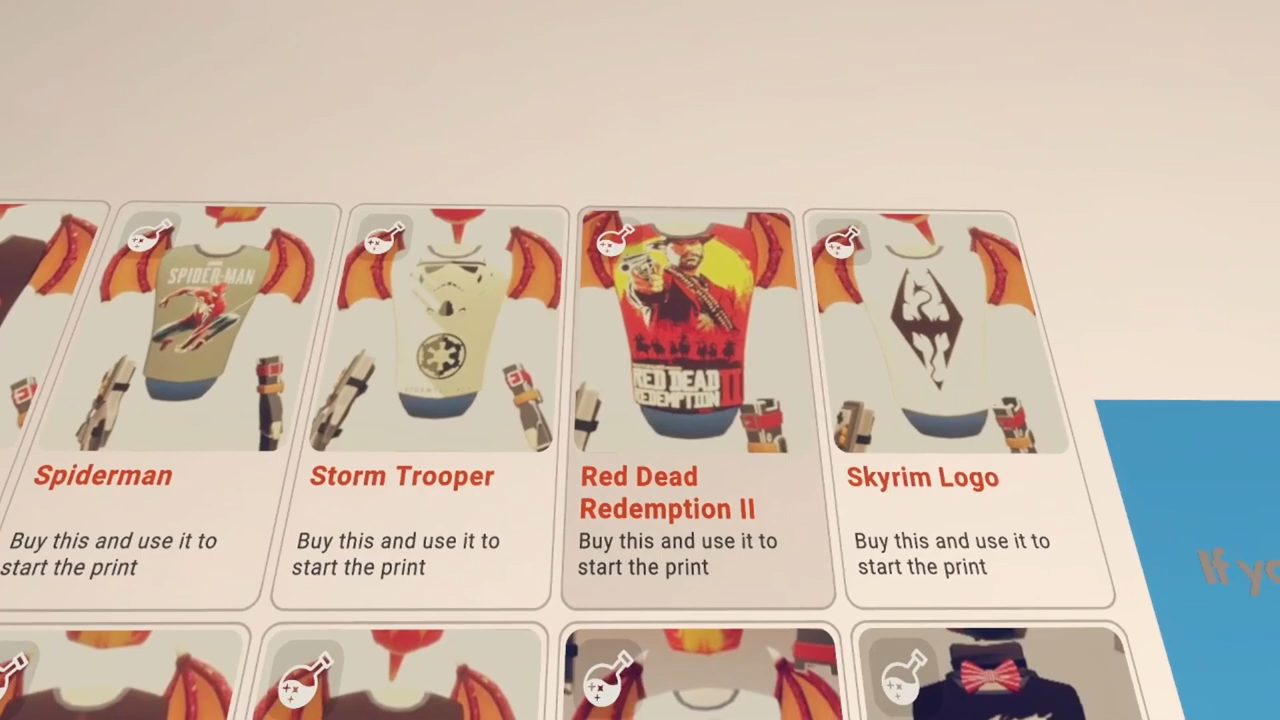 SPIDER-MAN
RED DEAD
REDEMPTION II
Spiderman
Storm Trooper
Red Dead
Redemption II
Skyrim Logo
Buy this and use it to
start the print
Buy this and use it to
start the print
Buy this and use it to
start the print
Buy this and use it to
start the print
If